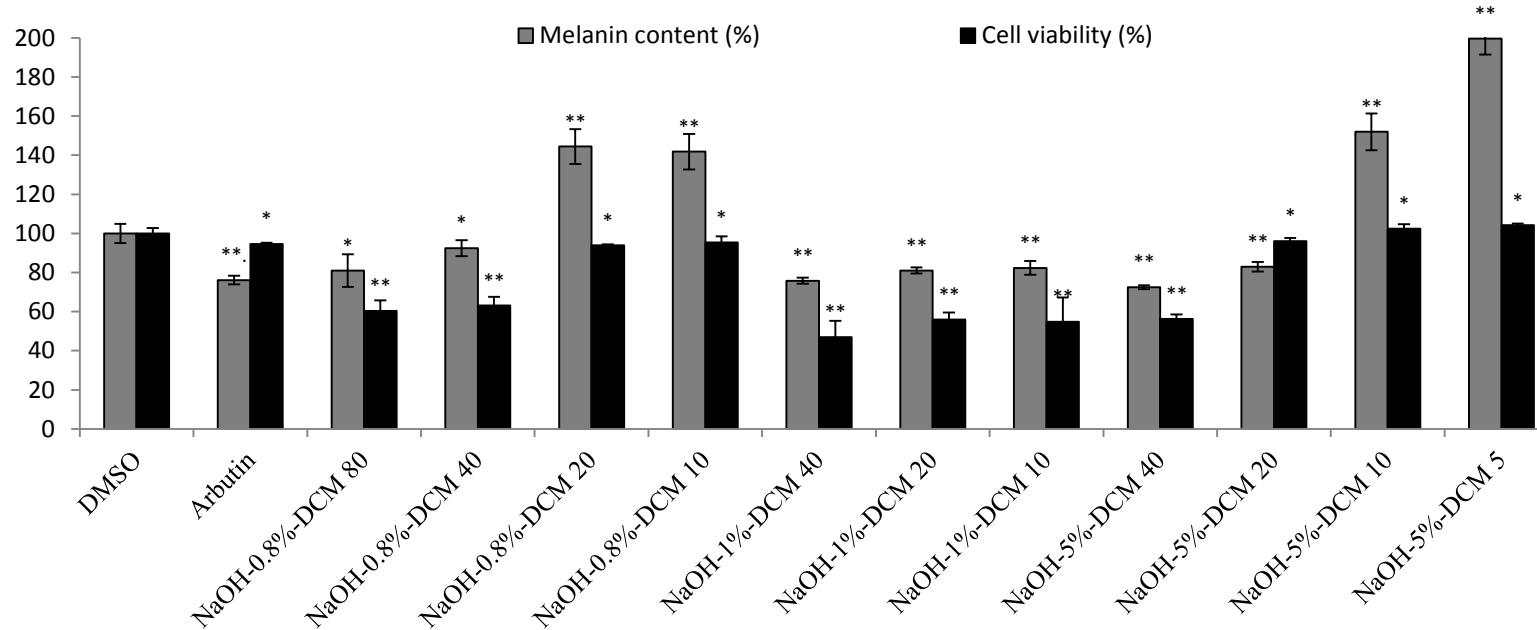 **
200
Melanin content (%) Cell viability (%)
180
** **
160
**
140
120
* * *
* *
100
**. * ** ** ** ** **
80
** ** **
60
** ** **
40
20
0
DMSO
Arbutin
NaOH-0.8%-DCM 80
NaOH-0.8%-DCM 40
NaOH-0.8%-DCM 20
NaOH-0.8%-DCM 10
NaOH-1%-DCM 40
NaOH-1%-DCM 20
NaOH-1%-DCM 10
NaOH-5%-DCM 40
NaOH-5%-DCM 20
NaOH-5%-DCM 10
NaOH-5%-DCM 5